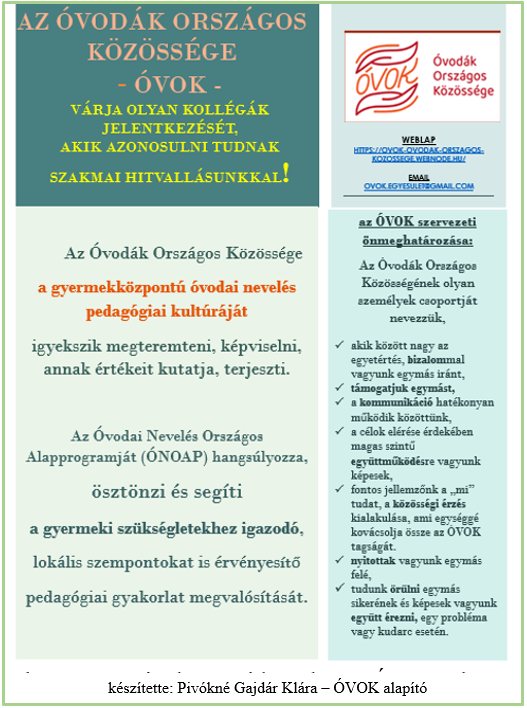 AZ ÓVODÁK ORSZÁGOS
KÖZÖSSÉGE
- ÓVOK -
VÁRJA OLYAN KOLLÉGÁK
JELENTKEZÉSÉT,
AKIK AZONOSULNI TUDNAK
SZAKMAI HITVALLÁSUNKKAL!
ÓVOK
Óvodák
Országos
Közössége
WEBLAP
HTTPS://OVOK-OVODAK-ORSZAGOS-
KOZOSSEGE.WEBNODE.HU/
EMAIL
OVOK.EGYESULET@GMAIL.COM
Az Óvodák Országos Közössége
a gyermekközpontú óvodai nevelés
pedagógiai kultúráját
igyekszik megteremteni, képviselni,
annak értékeit kutatja, terjeszti.
Az Óvodai Nevelés Országos
Alapprogramját (ÓNOAP) hangsúlyozza,
ösztönzi és segíti
a gyermeki szükségletekhez igazodó,
lokális szempontokat is érvényesítő
pedagógiai gyakorlat megvalósítását.
az ÓVOK szervezeti
önmeghatározása:
Az Óvodák Országos
Közösségének olyan
személyek csoportját
nevezzük,
✓ akik között nagy az
egyetértés, bizalommal
vagyunk egymás iránt,
✓ támogatjuk egymást,
✓ a kommunikáció hatékonyan
működik közöttünk,
✓ a célok elérése érdekében
magas szintű
együttműködésre vagyunk
képesek,
✓ fontos jellemzőnk a „mi”
tudat, a közösségi érzés
kialakulása, ami egységgé
kovácsolja össze az ÓVOK
tagságát.
✓ nyitottak vagyunk egymás
felé,
✓ tudunk örülni egymás
sikerének és képesek vagyunk
együtt érezni, egy probléma
vagy kudarc esetén.
készítette: Pivókné Gajdár Klára – ÓVOK alapító